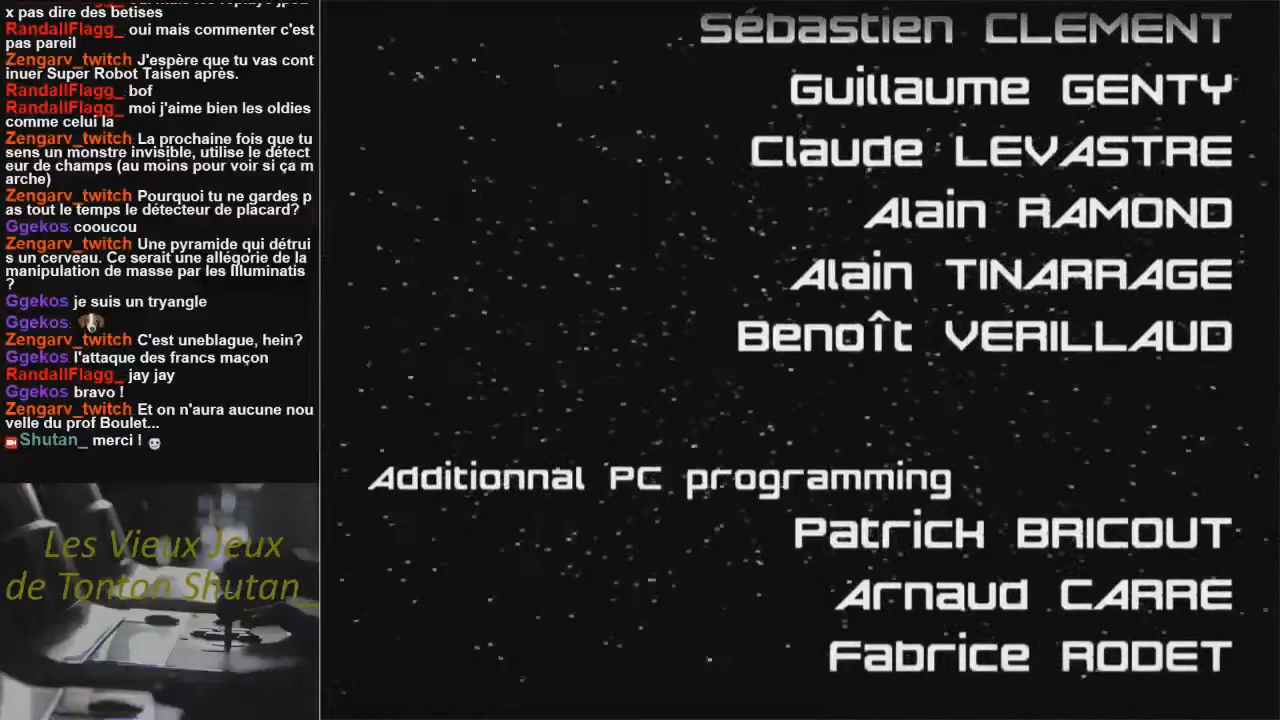 x pas dire des betises
RandallFlagg_ oui mais commenter c'est
pas pareil
Zengarv_twitch J'espère que tu vas cont
inuer Super Robot Taisen après.
RandallFlagg_ bof
RandallFlagg_ moi j'aime bien les oldies
comme celui la
Zengarv_twitch La prochaine fois que tu
sens un monstre invisible, utilise le détect
eur de champs (au moins pour voir si ça m
arche)
Zengarv_twitch Pourquoi tu ne gardes p
as tout le temps le détecteur de placard?
Ggekos cooucou
Zengarv_twitch Une pyramide qui détrui
s un cerveau. Ce serait une allégorie de la
manipulation de masse par les Illuminatis
?
Ggekos je suis un tryangle
Ggekos
Zengarv_twitch C'est uneblague, hein?
Ggekos l'attaque des francs maçon
RandallFlagg_ jay jay
Ggekos bravo !
Zengarv_twitch Et on n'aura aucune nou
velle du prof Boulet...
Shutan_ merci !
Les Vieux Jeux
de Tonton Shutan_
Sébastien CLEMENT
Guillaume GENTY
Claude LEVASTRE
Alain RAMOND
Alain TINARRAGE
Benoît VERILLAUD
Additionnal PC programming
Patrick BRICOUT
Arnaud CARRE
Fabrice RODET